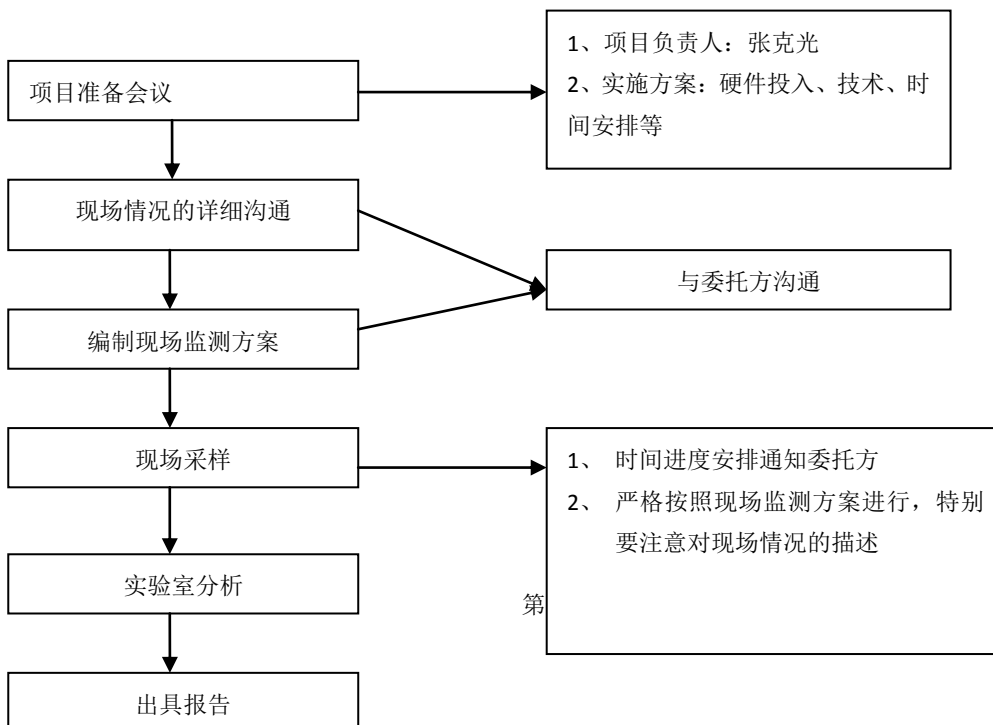 1、项目负责人：张克光
2、实施方案：硬件投入、技术、时
间安排等
项目准备会议
现场情况的详细沟通
与委托方沟通
编制现场监测方案
现场采样
1、 时间进度安排通知委托方
2、 严格按照现场监测方案进行，特别
要注意对现场情况的描述
实验室分析
第
出具报告